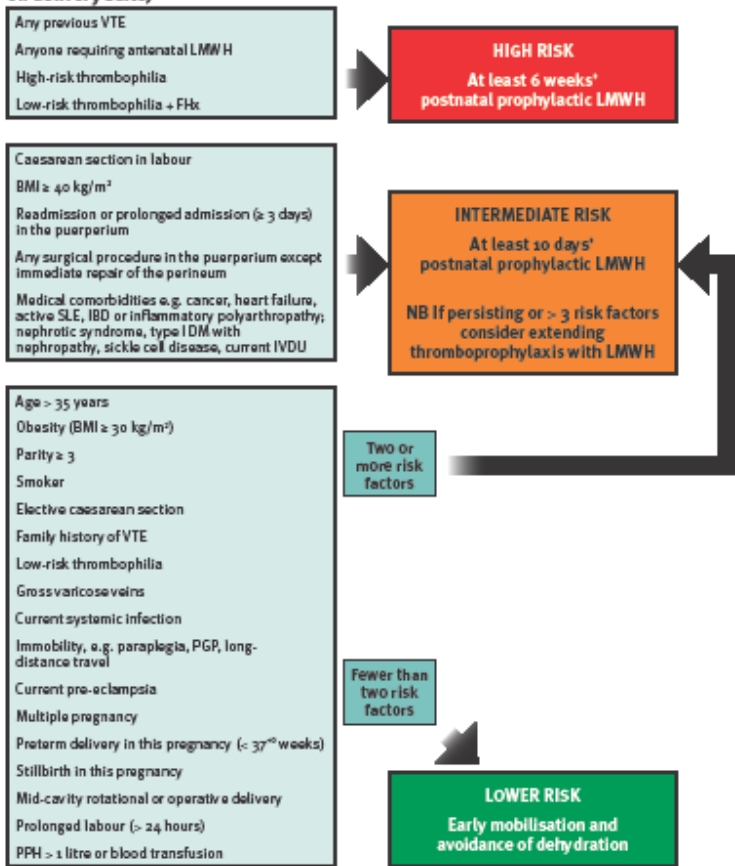 Any previous VTE
Anyone requiring antenatal LMWH
High-risk thrombophilia
Low-risk thrombophilia + FHx
HIGH RISK
At least 6 weeks'
postnatal prophylactic LMWH
Caesarean section in labour
BMI ≥ 40 kg/m²
Readmission or prolonged admission (≥ 3 days)
in the puerperium
Any surgical procedure in the puerperium except
immediate repair of the perineum
Medical comorbidities e.g. cancer, heart failure,
active SLE, IBD or inflammatory polyarthropathy;
nephrotic syndrome, type I DM with
nephropathy, sickle cell disease, current IVDU
INTERMEDIATE RISK
At least 10 days'
postnatal prophylactic LMWH
NB If persisting or > 3 risk factors
consider extending
thromboprophylaxis with LMWH
Age > 35 years
Obesity (BMI ≥ 30 kg/m²)
Parity ≥ 3
Smoker
Elective caesarean section
Family history of VTE
Low-risk thrombophilia
Gross varicose veins
Current systemic infection
Immobility, e.g. paraplegia, PGP, long-
distance travel
Current pre-eclampsia
Multiple pregnancy
Preterm delivery in this pregnancy (< 37⁺⁰ weeks)
Stillbirth in this pregnancy
Mid-cavity rotational or operative delivery
Prolonged labour (> 24 hours)
PPH > 1 litre or blood transfusion
Two or
more risk
factors
Fewer than
two risk
factors
LOWER RISK
Early mobilisation and
avoidance of dehydration